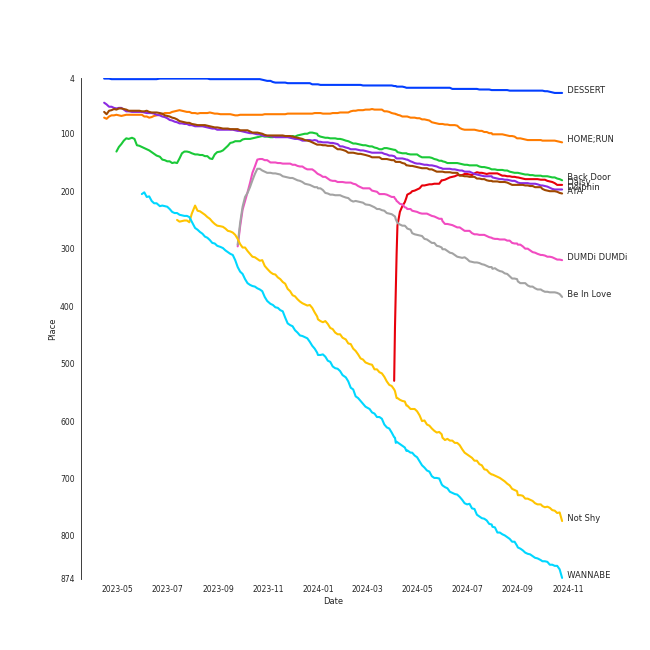 4
100
200
300
400
500
600
700
800
874
Place
2023-05
2023-07
2023-09
2023-11
2024-01
2024-03
2024-05
2024-07
2024-09
2024-11
Date
DESSERT
HOME;RUN
Back Door
Dolphin
ATA
DUMDi DUMDi
Be In Love
Not Shy
WANNABE